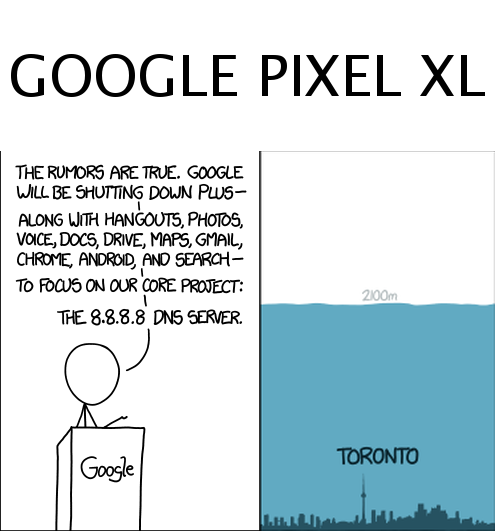 GOOGLE PIXEL XL
THE RUMORS ARE TRUE. GOOGLE
WILL BE SHUTTING DOWN PLUS—
ALONG WITH HANGOUTS, PHOTOS,
VOICE, DOCS, DRIVE, MAPS, GMAIL,
CHROME, ANDROID, AND SEARCH—
TO FOCUS ON OUR CORE PROJECT:
THE 8.8.8.8 DNS SERVER.
Google
2100m
TORONTO